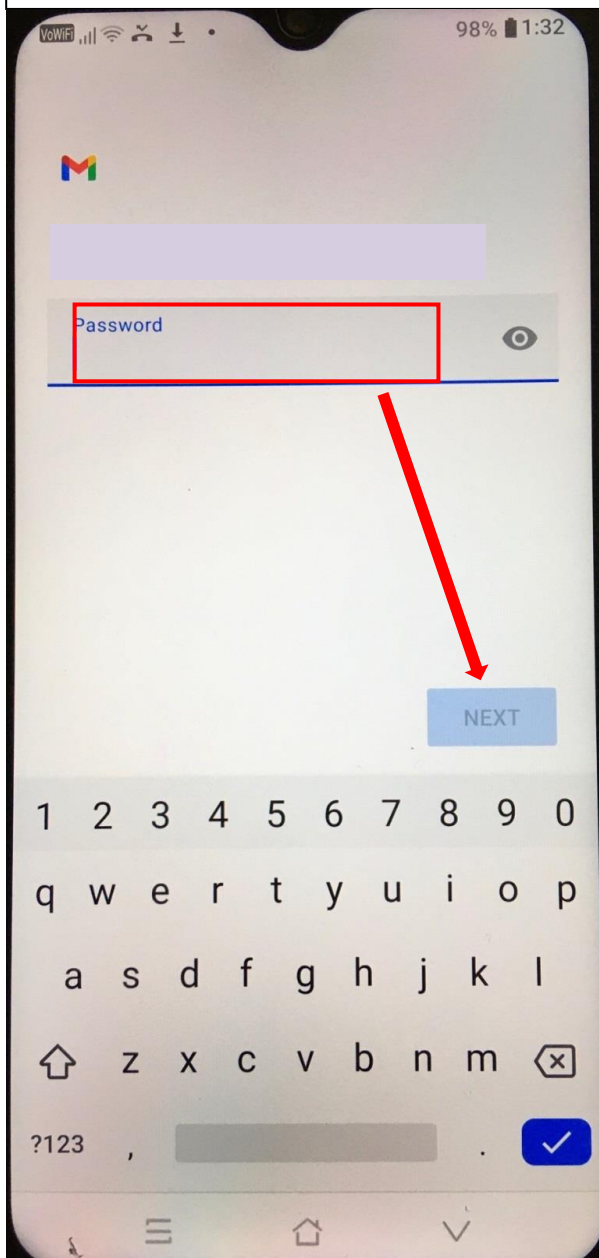 VoWiFi 98% 1:32
Password
NEXT
1 2 3 4 5 6 7 8 9 0
q w e r t y u i o p
a s d f g h j k l
z x c v b n m
?123 , .